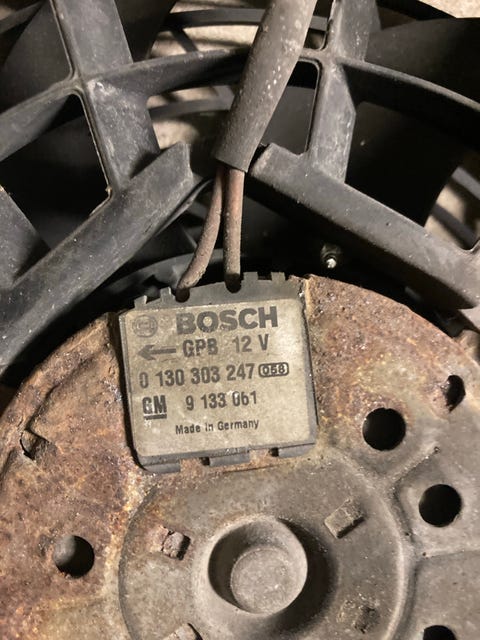 BOSCH
← GPB 12 V
0 130 303 247 058
GM 9 133 061
Made in Germany